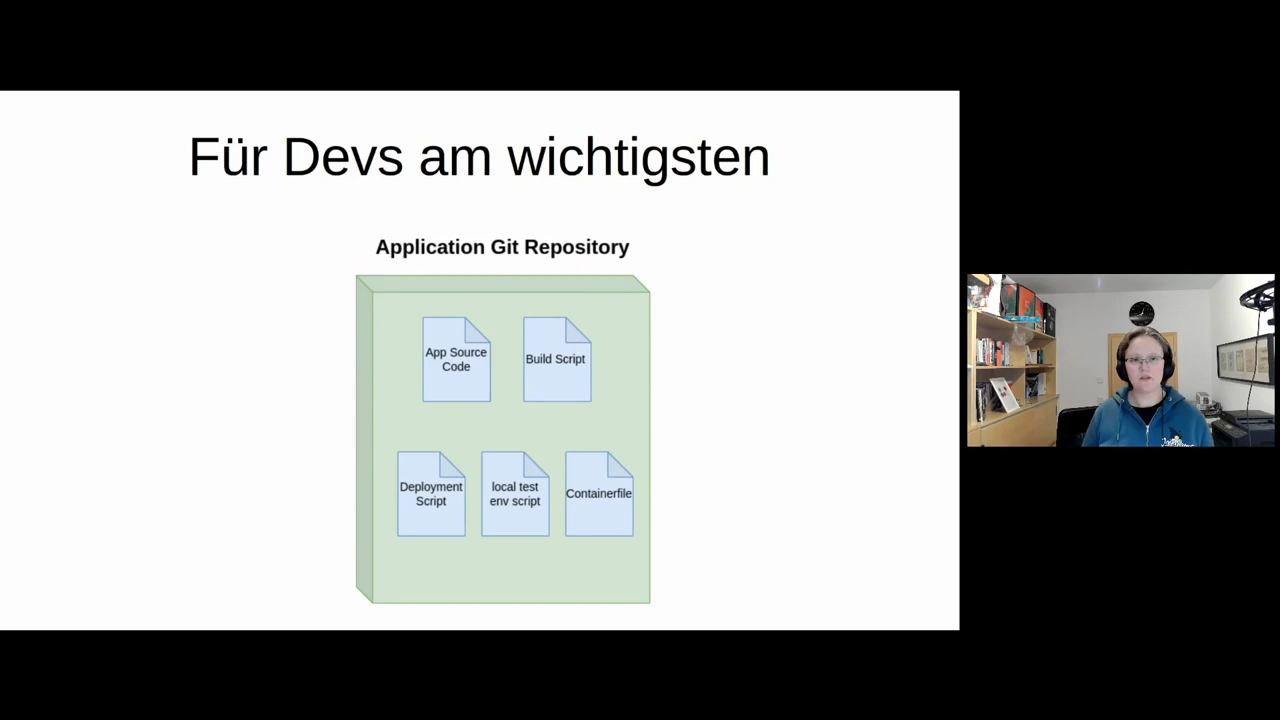 Für Devs am wichtigsten
Application Git Repository
App Source
Code
Build Script
Deployment
Script
local test
env script
Containerfile